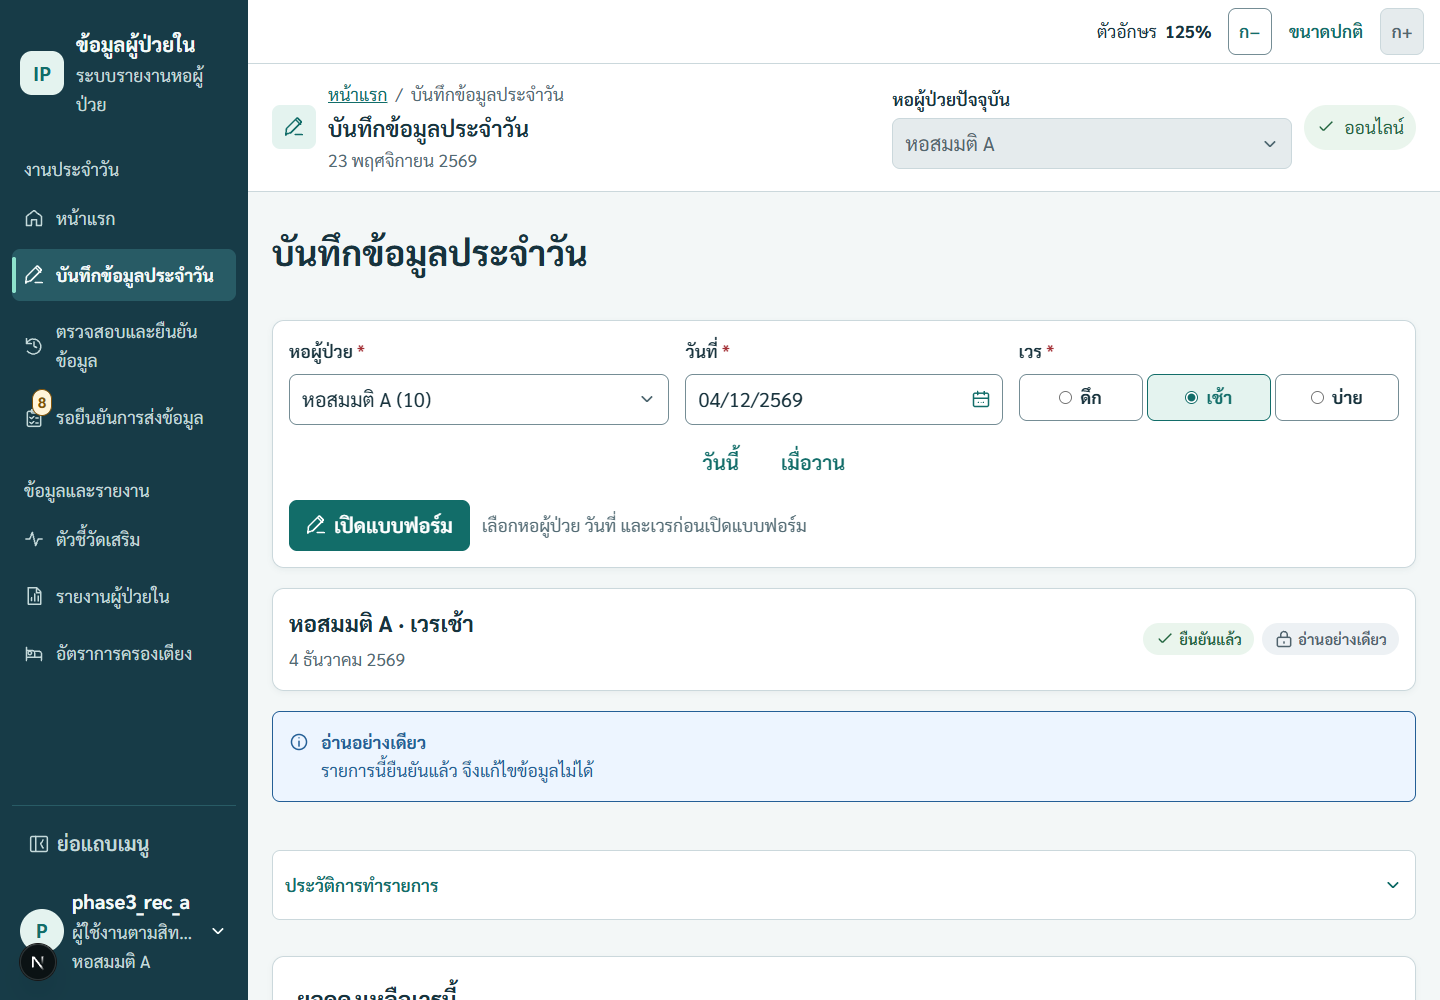 IP
ข้อมูลผู้ป่วยใน
ระบบรายงานหอผู้
ป่วย
งานประจำวัน
หน้าแรก
บันทึกข้อมูลประจำวัน
ตรวจสอบและยืนยัน
ข้อมูล
8
รอยืนยันการส่งข้อมูล
ข้อมูลและรายงาน
ตัวชี้วัดเสริม
รายงานผู้ป่วยใน
อัตราการครองเตียง
ย่อแถบเมนู
P
N
phase3_rec_a
ผู้ใช้งานตามสิท...
หอสมมติ A
ตัวอักษร 125% ก− ขนาดปกติ ก+
หน้าแรก / บันทึกข้อมูลประจำวัน
บันทึกข้อมูลประจำวัน
23 พฤศจิกายน 2569
หอผู้ป่วยปัจจุบัน
หอสมมติ A
ออนไลน์
บันทึกข้อมูลประจำวัน
หอผู้ป่วย * วันที่ * เวร *
หอสมมติ A (10) 04/12/2569 ดึก เช้า บ่าย
วันนี้ เมื่อวาน
เปิดแบบฟอร์ม เลือกหอผู้ป่วย วันที่ และเวรก่อนเปิดแบบฟอร์ม
หอสมมติ A · เวรเช้า
4 ธันวาคม 2569
ยืนยันแล้ว อ่านอย่างเดียว
อ่านอย่างเดียว
รายการนี้ยืนยันแล้ว จึงแก้ไขข้อมูลไม่ได้
ประวัติการทำรายการ
ยอดคงเหลือเวรนี้